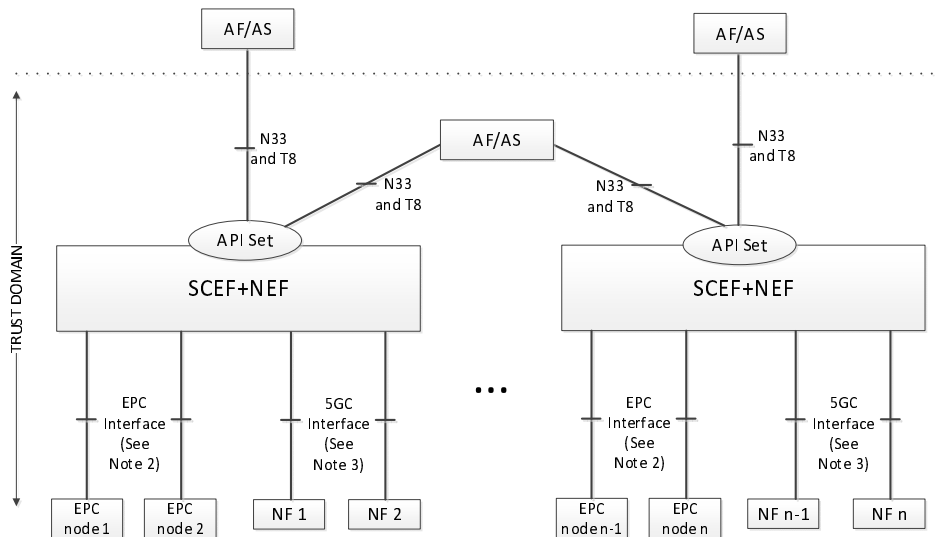 AF/AS
AF/AS
N33
and T8
AF/AS
N33
and T8
N33
and T8
N33
and T8
API Set
API Set
SCEF+NEF
SCEF+NEF
TRUST DOMAIN
...
EPC
Interface
(See
Note 2)
5GC
Interface
(See
Note 3)
EPC
Interface
(See
Note 2)
5GC
Interface
(See
Note 3)
EPC
node 1
EPC
node 2
NF 1
NF 2
EPC
node n-1
EPC
node n
NF n-1
NF n